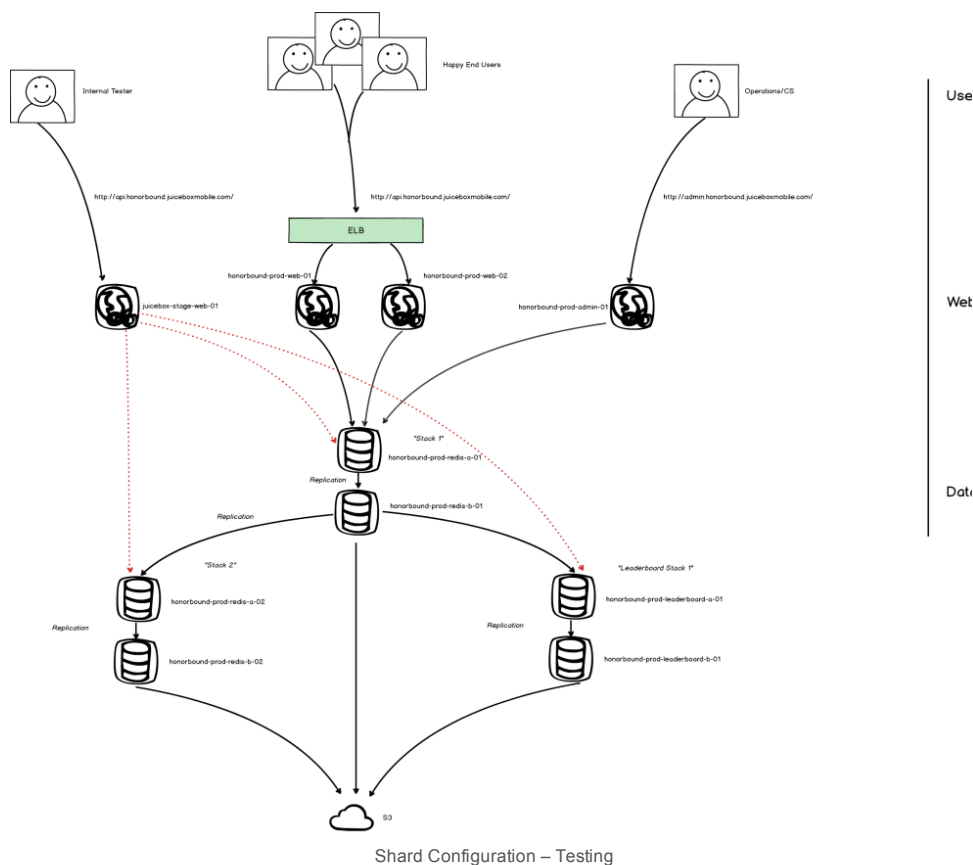 Happy End Users
Internal Tester
Operations/CS
Use
http://api.honorbound.juiceboxmobile.com/
http://api.honorbound.juiceboxmobile.com/
http://admin.honorbound.juiceboxmobile.com/
ELB
honorbound-prod-web-01
honorbound-prod-web-02
juicebox-stage-web-01
honorbound-prod-admin-01
Web
"Stack 1"
honorbound-prod-redis-a-01
Replication
honorbound-prod-redis-b-01
Data
Replication
"Stack 2"
"Leaderboard Stack 1"
honorbound-prod-redis-a-02
honorbound-prod-leaderboard-a-01
Replication
Replication
honorbound-prod-redis-b-02
honorbound-prod-leaderboard-b-01
S3
Shard Configuration – Testing